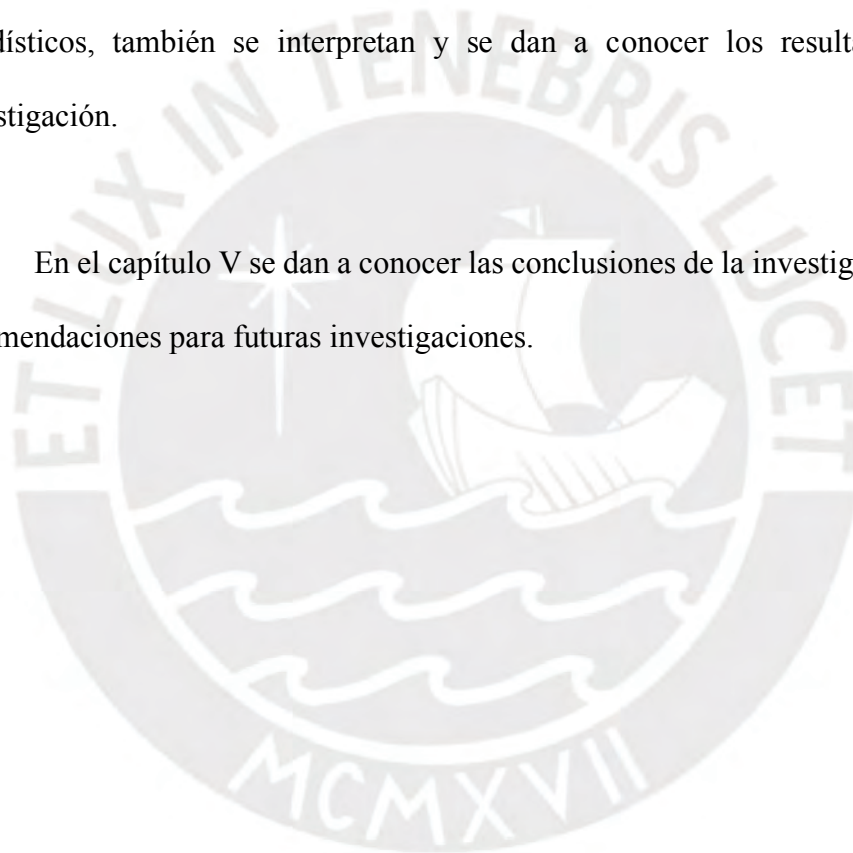 dísticos, también se interpretan y se dan a conocer los result
stigación.
En el capítulo V se dan a conocer las conclusiones de la investig
mendaciones para futuras investigaciones.
ET LUX IN TENEBRIS LUCET
MCMXVII